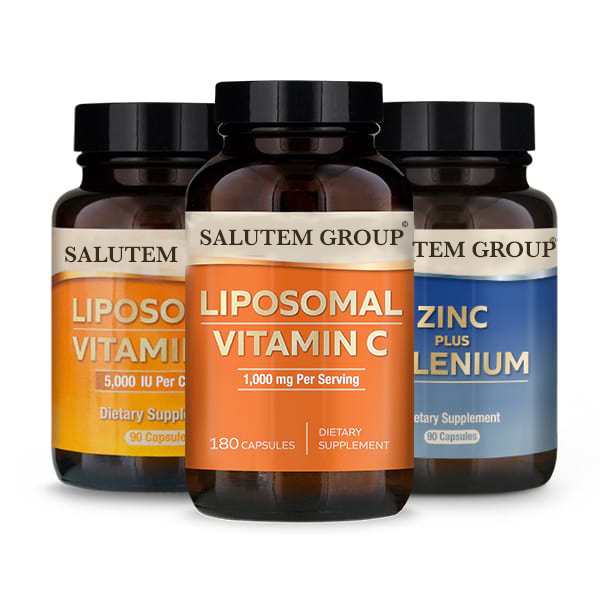 SALUTEM
LIPOSO
VITAMIN
5,000 IU Per C
Dietary Supple
90 Capsules
SALUTEM GROUP©
LIPOSOMAL
VITAMIN C
1,000 mg Per Serving
180 CAPSULES
DIETARY
SUPPLEMENT
TEM GROUP
ZINC
PLUS
LENIUM
etary Supplement
90 Capsules